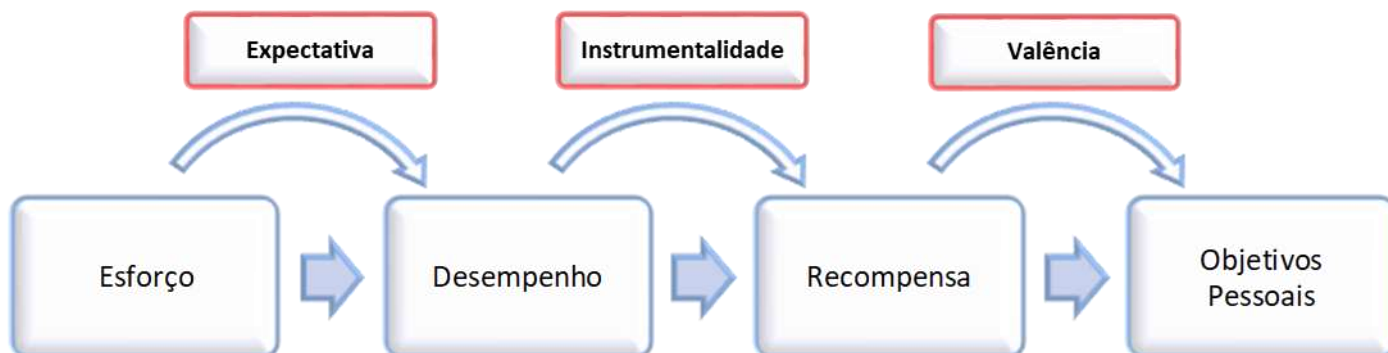 Expectativa
Instrumentalidade
Valência
Esforço
Desempenho
Recompensa
Objetivos
Pessoais